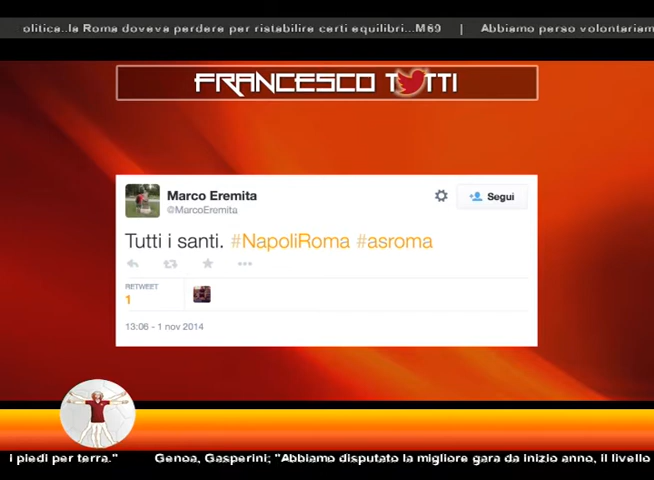 olitica..la Roma doveva perdere per ristabilire certi equilibri...M69 | Abbiamo perso volontariam
FRANCESCO TOTTI
Marco Eremita
@MarcoEremita
Segui
Tutti i santi. #NapoliRoma #asroma
RETWEET
1
13:06 - 1 nov 2014
i piedi per terra." Genoa, Gasperini; "Abbiamo disputato la migliore gara da inizio anno, il livello